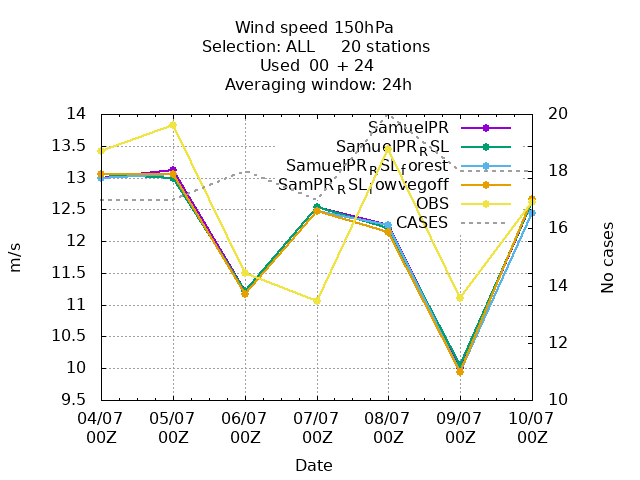 Wind speed 150hPa
Selection: ALL 20 stations
Used 00 + 24
Averaging window: 24h
14
13.5
13
12.5
12
11.5
11
10.5
10
9.5
m/s
20
18
16
14
12
10
No cases
SamuelPR
SamuelPR_RSL
SamuelPR_RSL_forest
SamPR_RSL_lowvegoff
OBS
CASES
04/07 05/07 06/07 07/07 08/07 09/07 10/07
00Z 00Z 00Z 00Z 00Z 00Z 00Z
Date